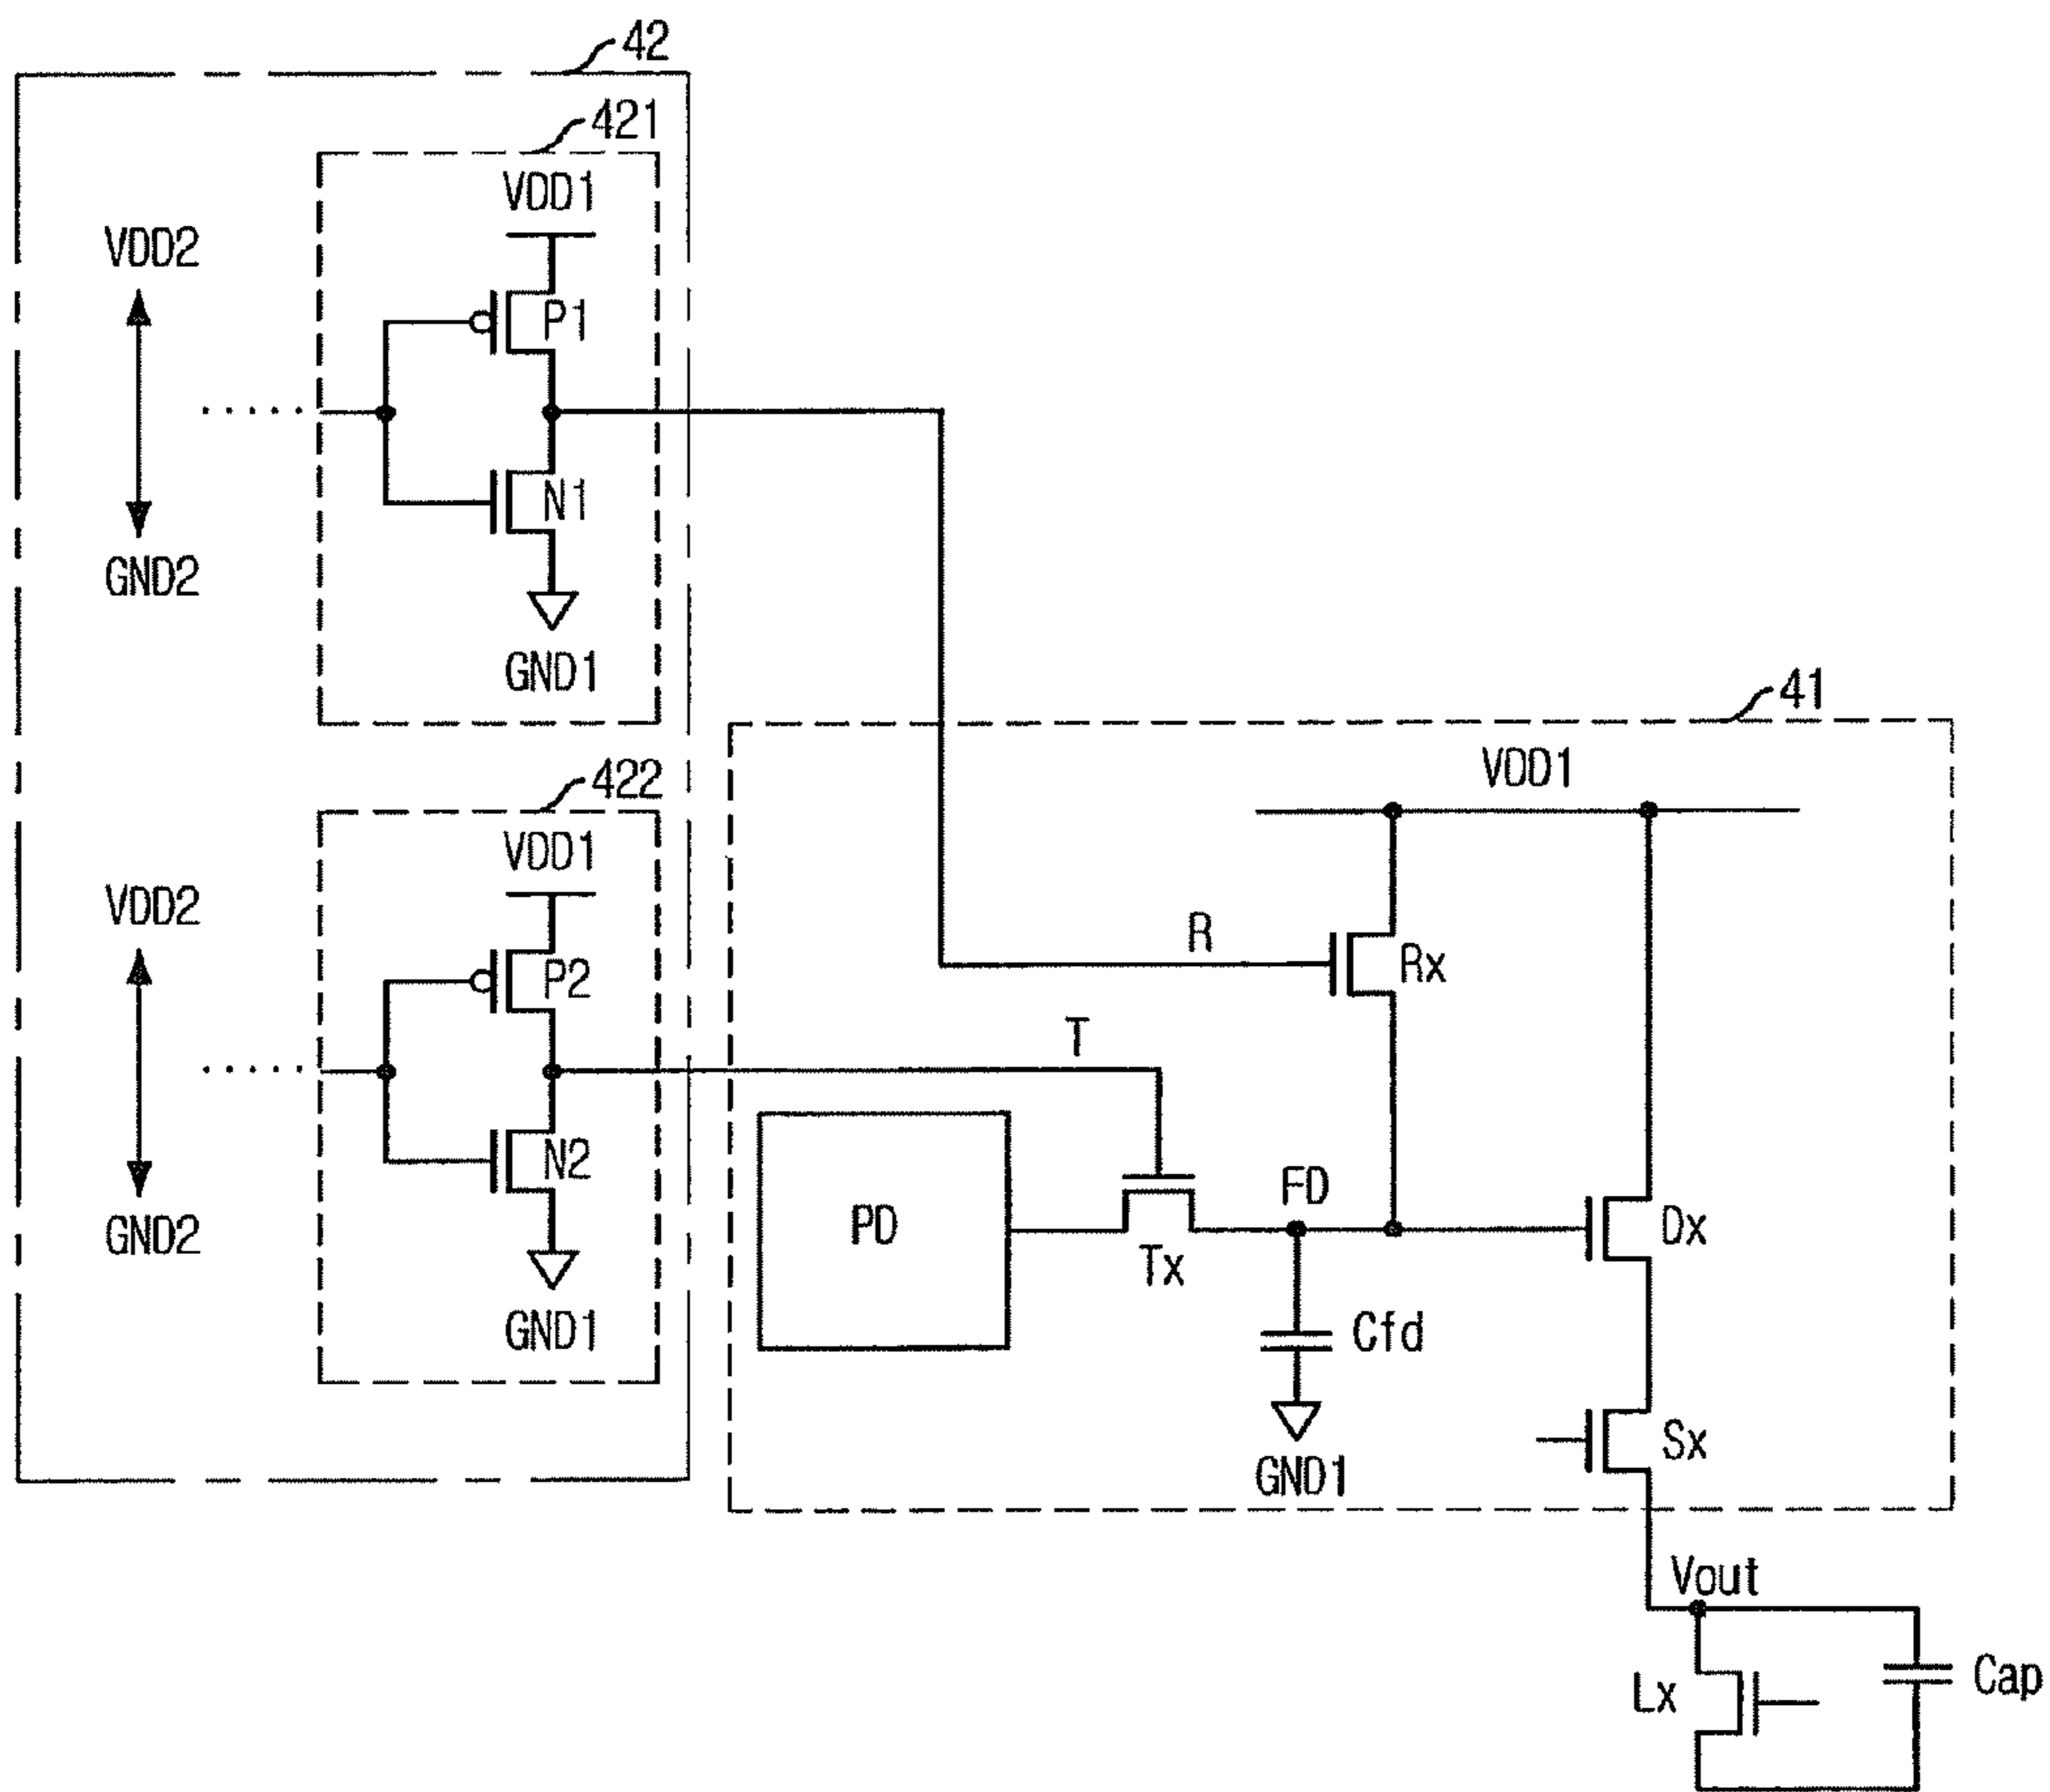 42
421
VDD1
VDD2
P1
N1
GND2
GND1
41
VDD1
422
VDD1
VDD2
R
Rx
P2
T
N2
FD
PD
Dx
GND2
Tx
GND1
Cfd
Sx
GND1
Vout
Lx
Cap